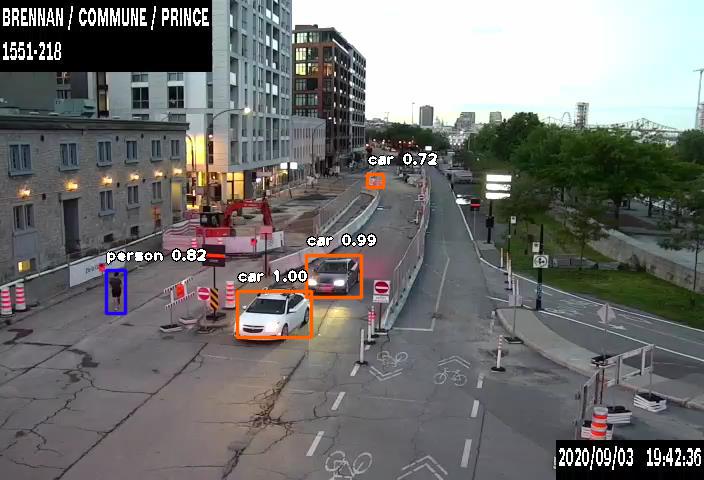 BRENNAN / COMMUNE / PRINCE
1551-218
car 0.72
car 0.99
person 0.82
car 1.00
2020/09/03 19:42:36